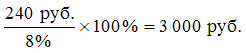 240 руб.
8%
×100% = 3 000 руб.